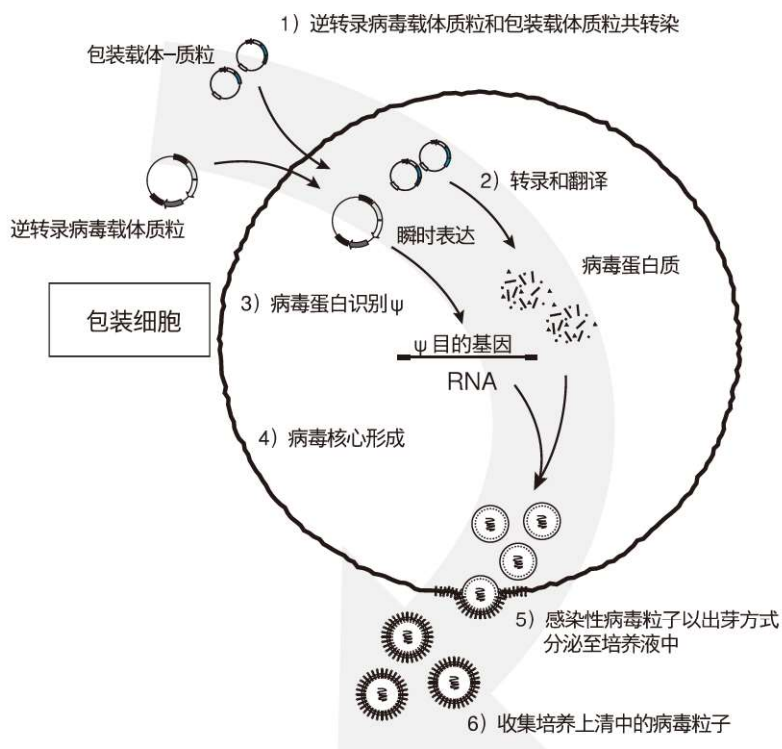 1）逆转录病毒载体质粒和包装载体质粒共转染
包装载体–质粒
2）转录和翻译
逆转录病毒载体质粒
瞬时表达
病毒蛋白质
包装细胞
3）病毒蛋白识别ψ
ψ目的基因
RNA
4）病毒核心形成
5）感染性病毒粒子以出芽方式
分泌至培养液中
6）收集培养上清中的病毒粒子